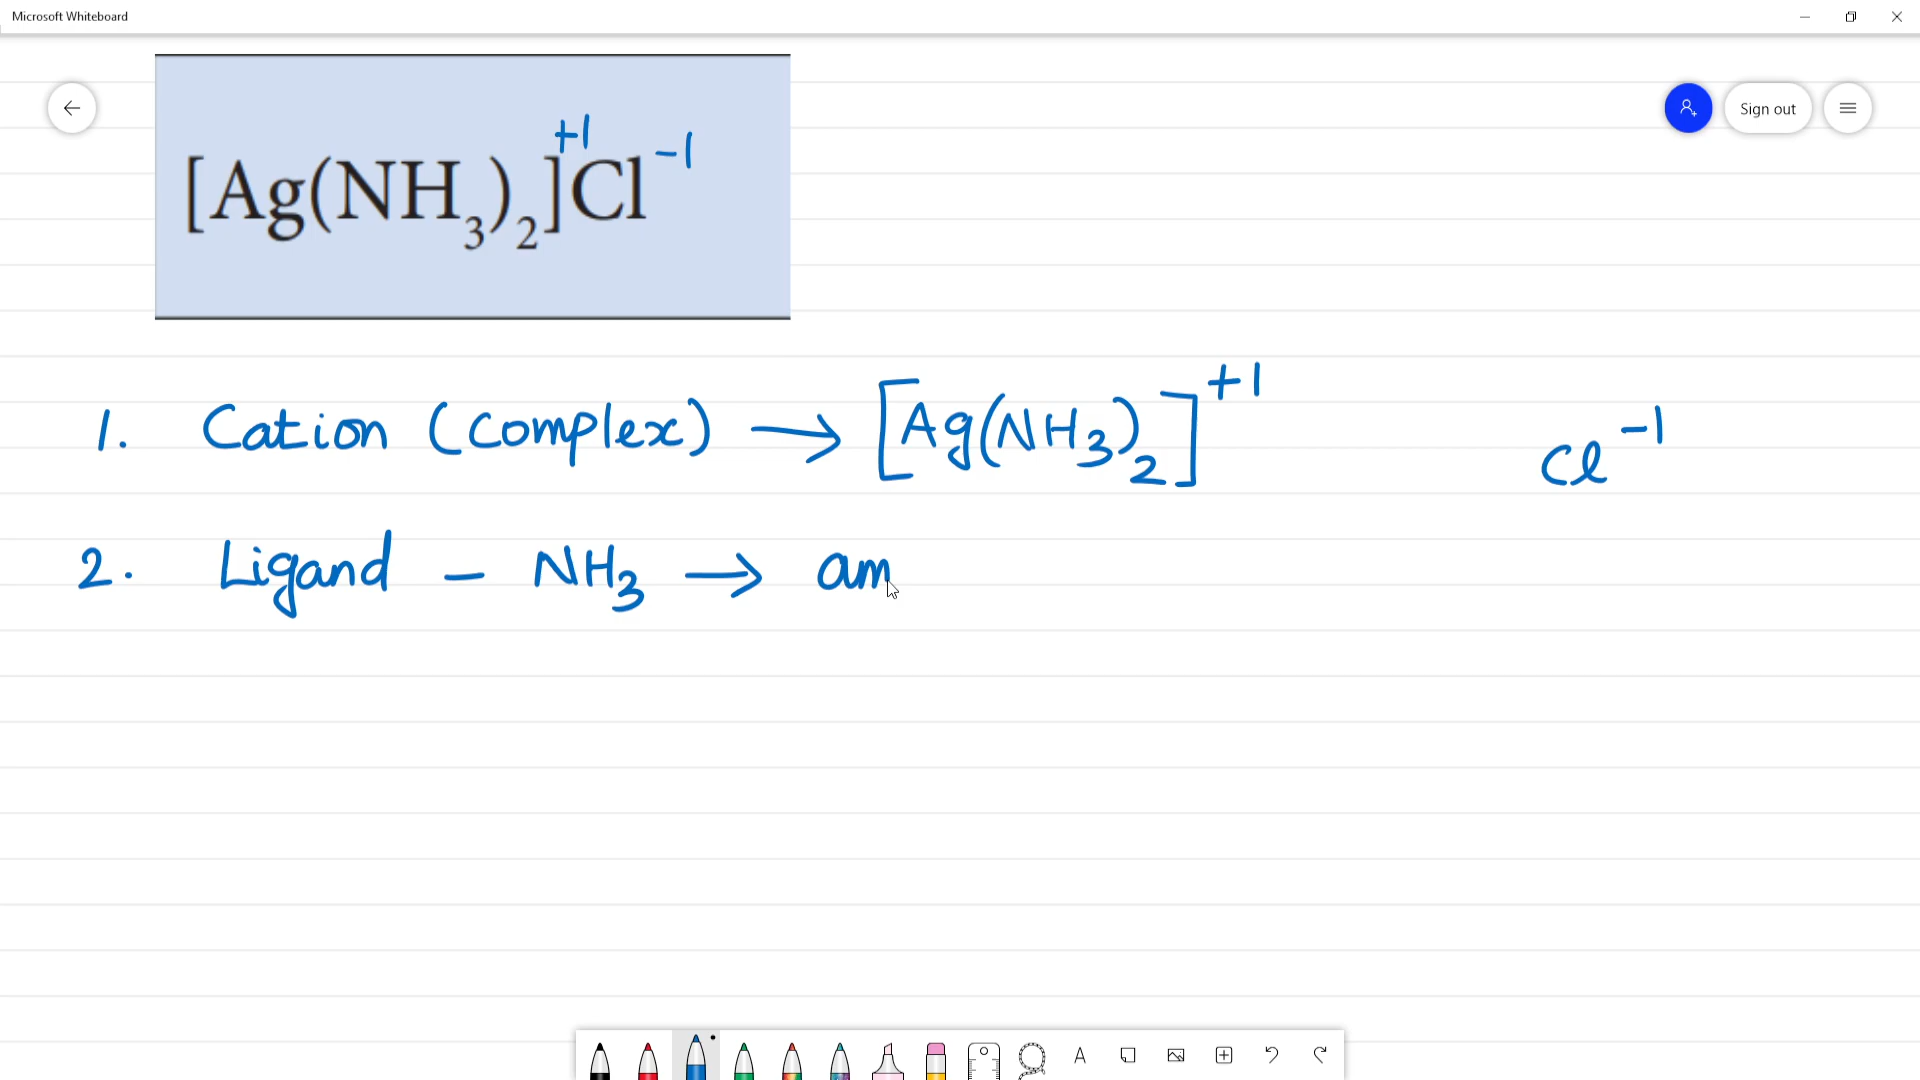 Microsoft Whiteboard
Sign out
[Ag(NH₃)₂]⁺¹Cl⁻¹
1. Cation (complex) → [Ag(NH₃)₂]⁺¹ Cl⁻¹
2. Ligand - NH₃ → am
A